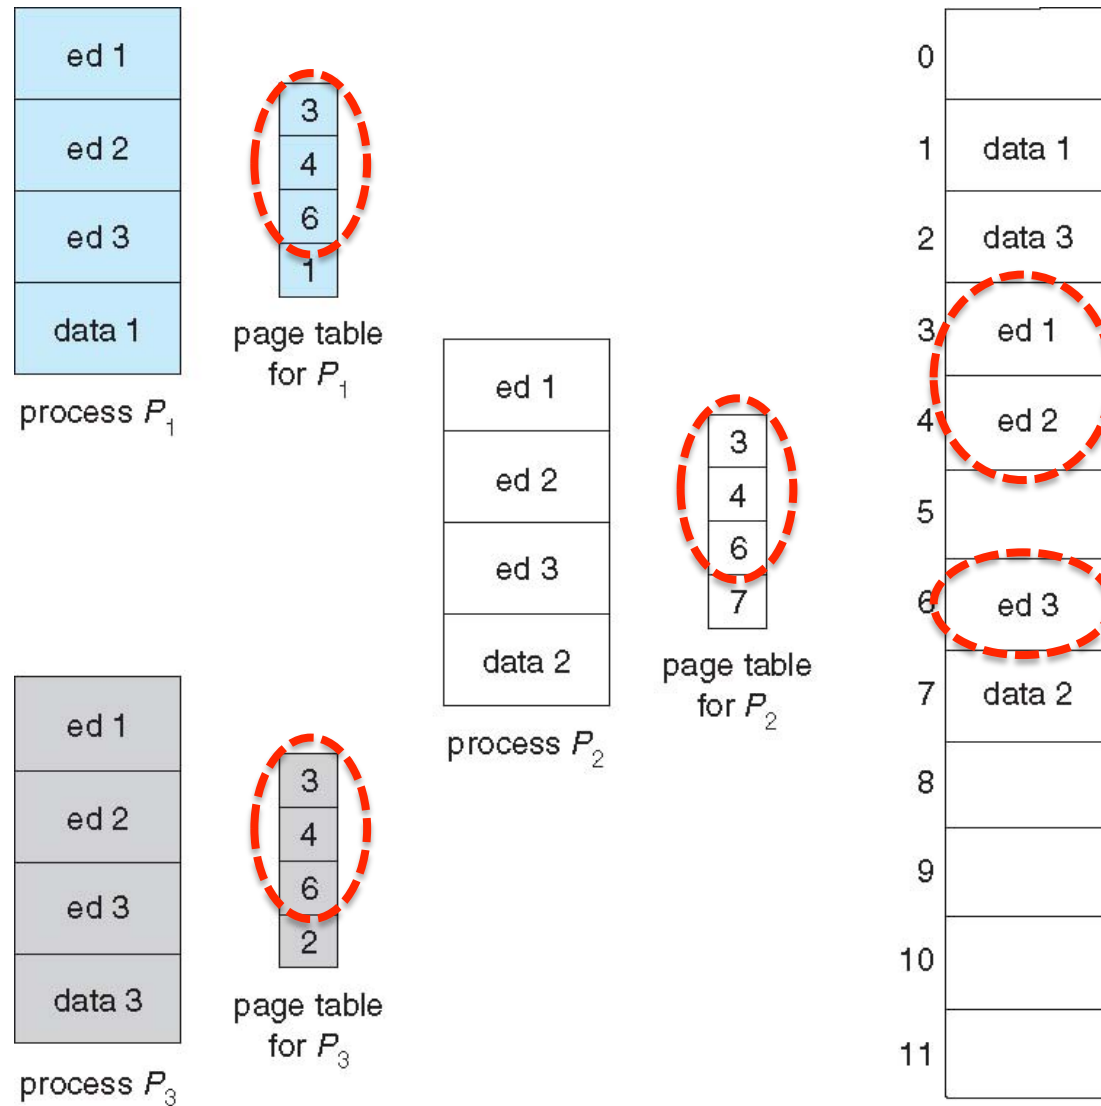 ed 1
ed 2
ed 3
data 1
process P1
3
4
6
1
page table
for P1
ed 1
ed 2
ed 3
data 2
process P2
3
4
6
7
page table
for P2
ed 1
ed 2
ed 3
data 3
process P3
3
4
6
2
page table
for P3
0
1 data 1
2 data 3
3 ed 1
4 ed 2
5
6 ed 3
7 data 2
8
9
10
11